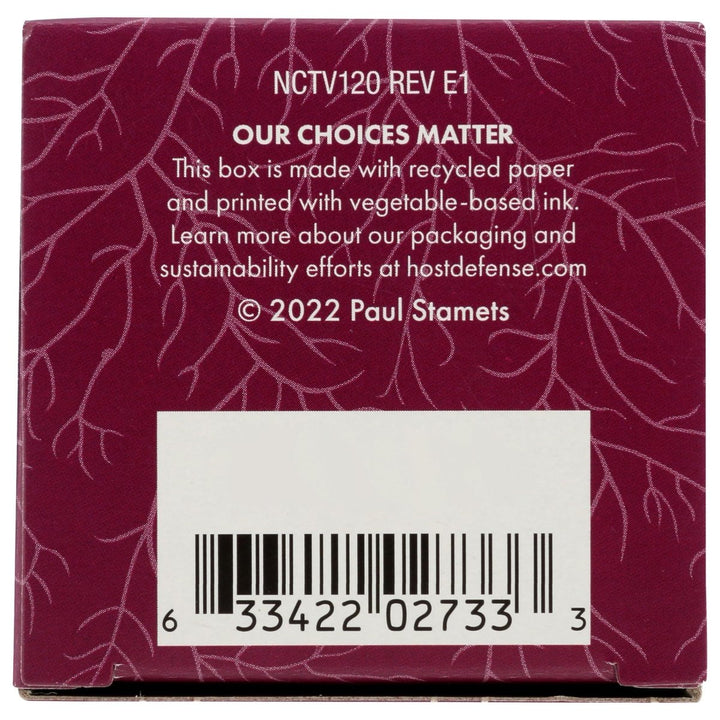 NCTV120 REV E1
OUR CHOICES MATTER
This box is made with recycled paper
and printed with vegetable-based ink.
Learn more about our packaging and
sustainability efforts at hostdefense.com
© 2022 Paul Stamets
6 33422 02733 3